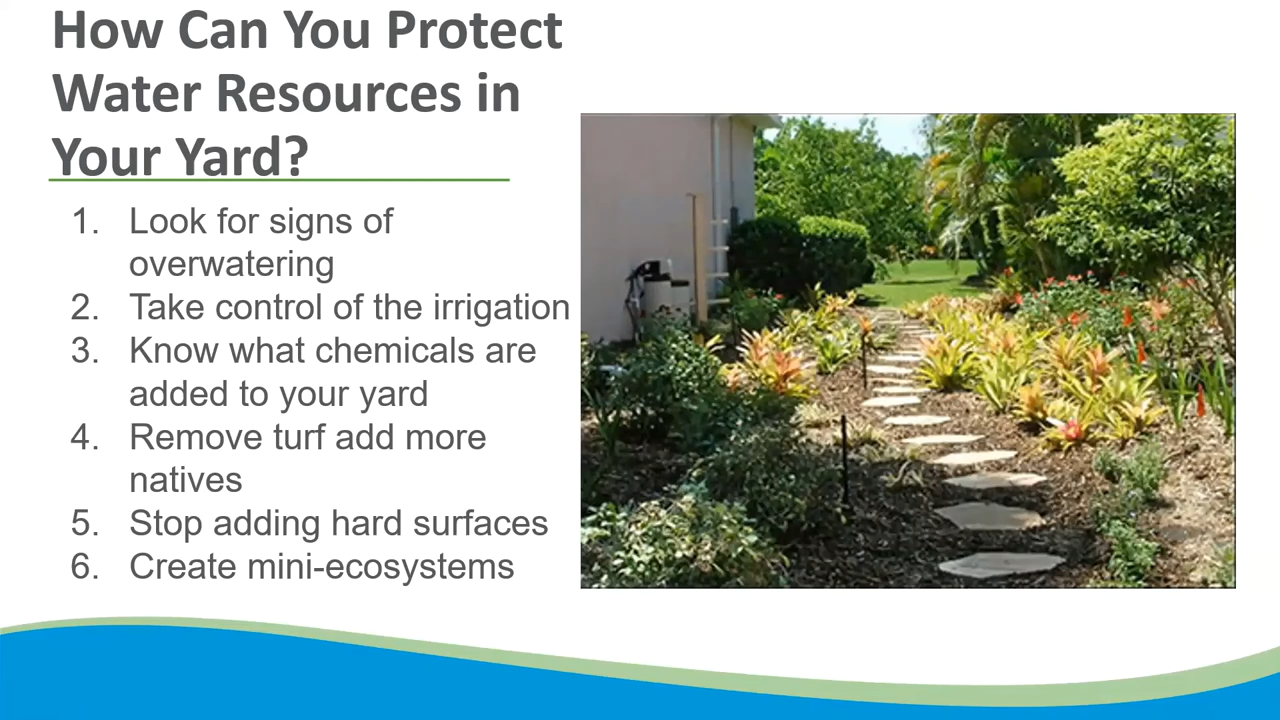 How Can You Protect
Water Resources in
Your Yard?
1. Look for signs of
overwatering
2. Take control of the irrigation
3. Know what chemicals are
added to your yard
4. Remove turf add more
natives
5. Stop adding hard surfaces
6. Create mini-ecosystems